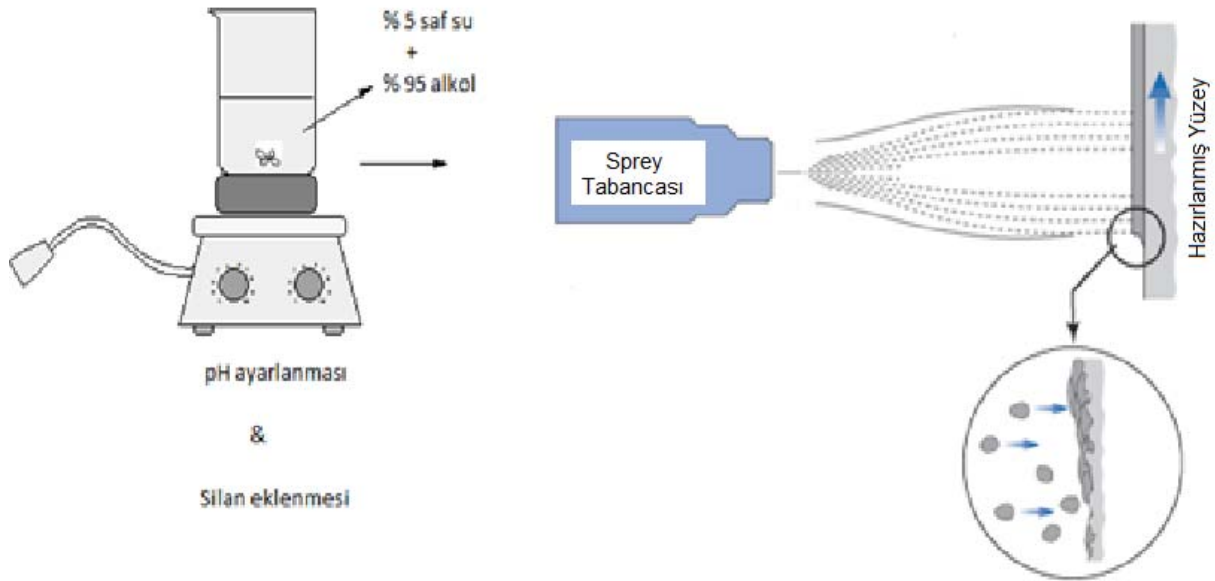 % 5 saf su
+
% 95 alkol
pH ayarlanması
&
Silan eklenmesi
Sprey
Tabancası
Hazırlanmış Yüzey